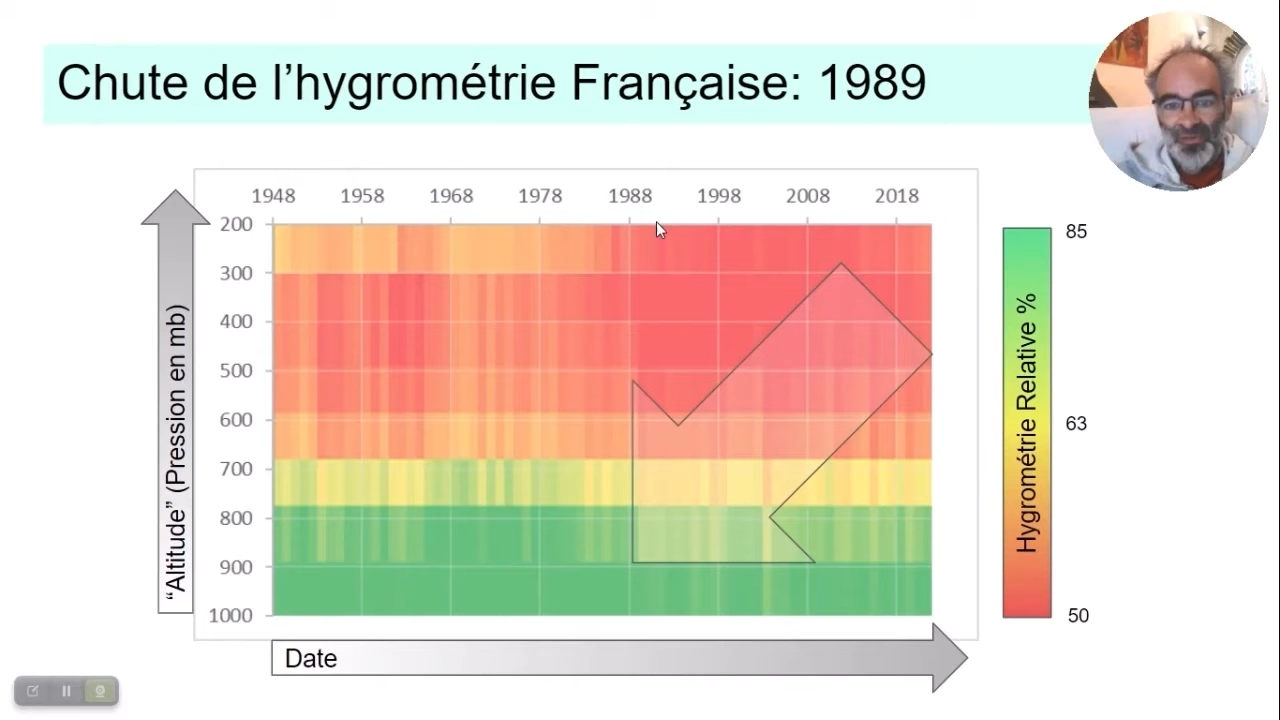 Chute de l’hygrométrie Française: 1989
1948 1958 1968 1978 1988 1998 2008 2018
200
300
400
500
600
700
800
900
1000
“Altitude” (Pression en mb)
Date
85
63
50
Hygrométrie Relative %